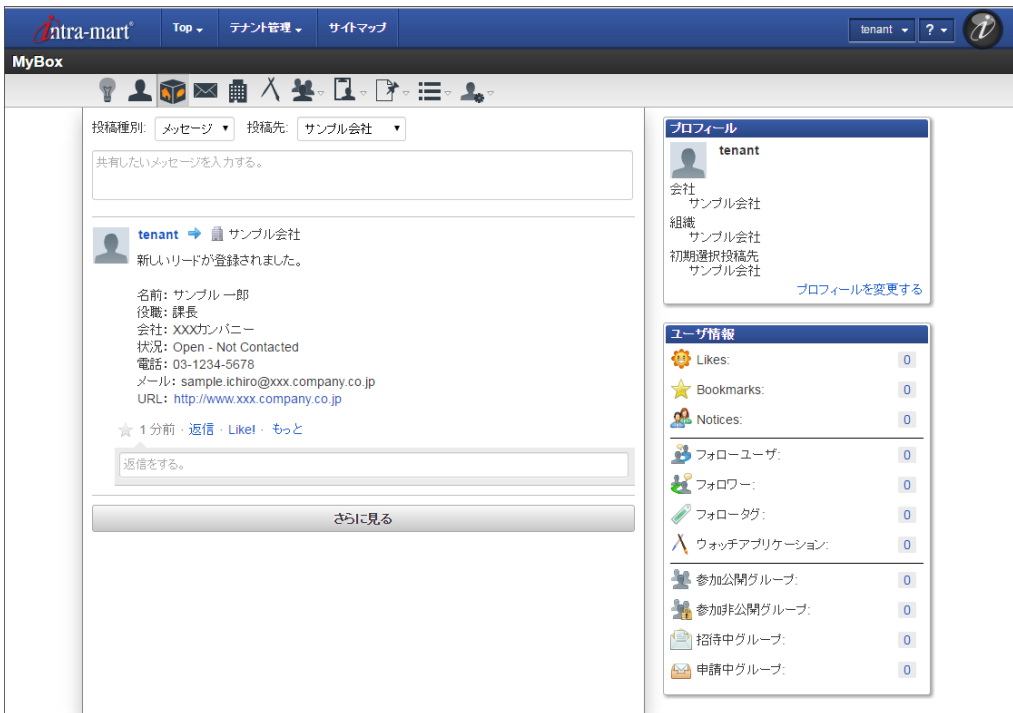 intra-mart® Top テナント管理 サイトマップ tenant ?
MyBox
投稿種別: メッセージ 投稿先: サンプル会社
共有したいメッセージを入力する。
tenant サンプル会社
新しいリードが登録されました。
名前: サンプル 一郎
役職: 課長
会社: XXXカンパニー
状況: Open - Not Contacted
電話: 03-1234-5678
メール: sample.ichiro@xxx.company.co.jp
URL: http://www.xxx.company.co.jp
1 分前 · 返信 · Like! · もっと
返信をする。
さらに見る
プロフィール
tenant
会社
サンプル会社
組織
サンプル会社
初期選択投稿先
サンプル会社
プロフィールを変更する
ユーザ情報
Likes: 0
Bookmarks: 0
Notices: 0
フォローユーザ: 0
フォロワー: 0
フォロータグ: 0
ウォッチアプリケーション: 0
参加公開グループ: 0
参加非公開グループ: 0
招待中グループ: 0
申請中グループ: 0